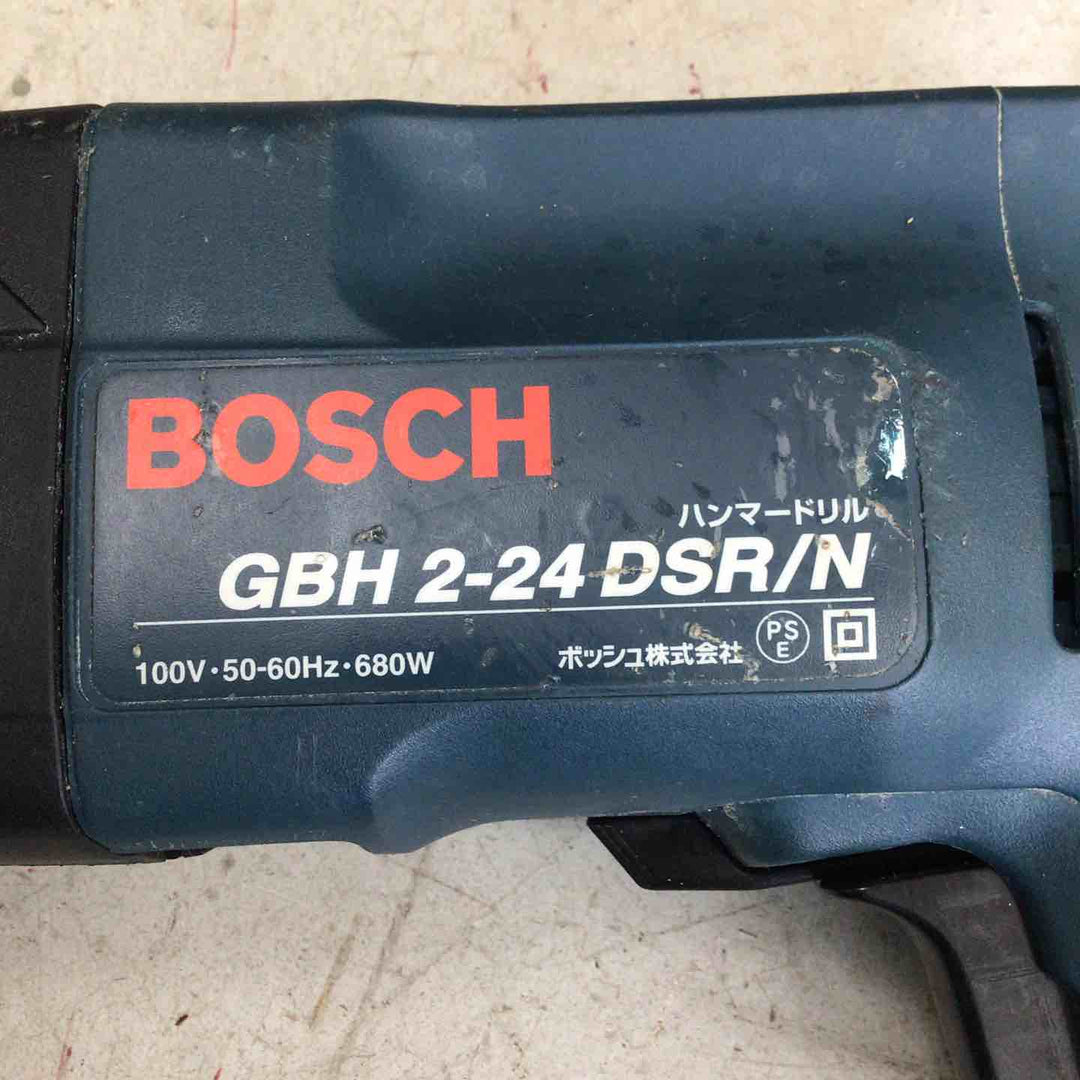 BOSCH
ハンマードリル
GBH 2-24 DSR/N
100V・50-60Hz・680W ボッシュ株式会社 PSE